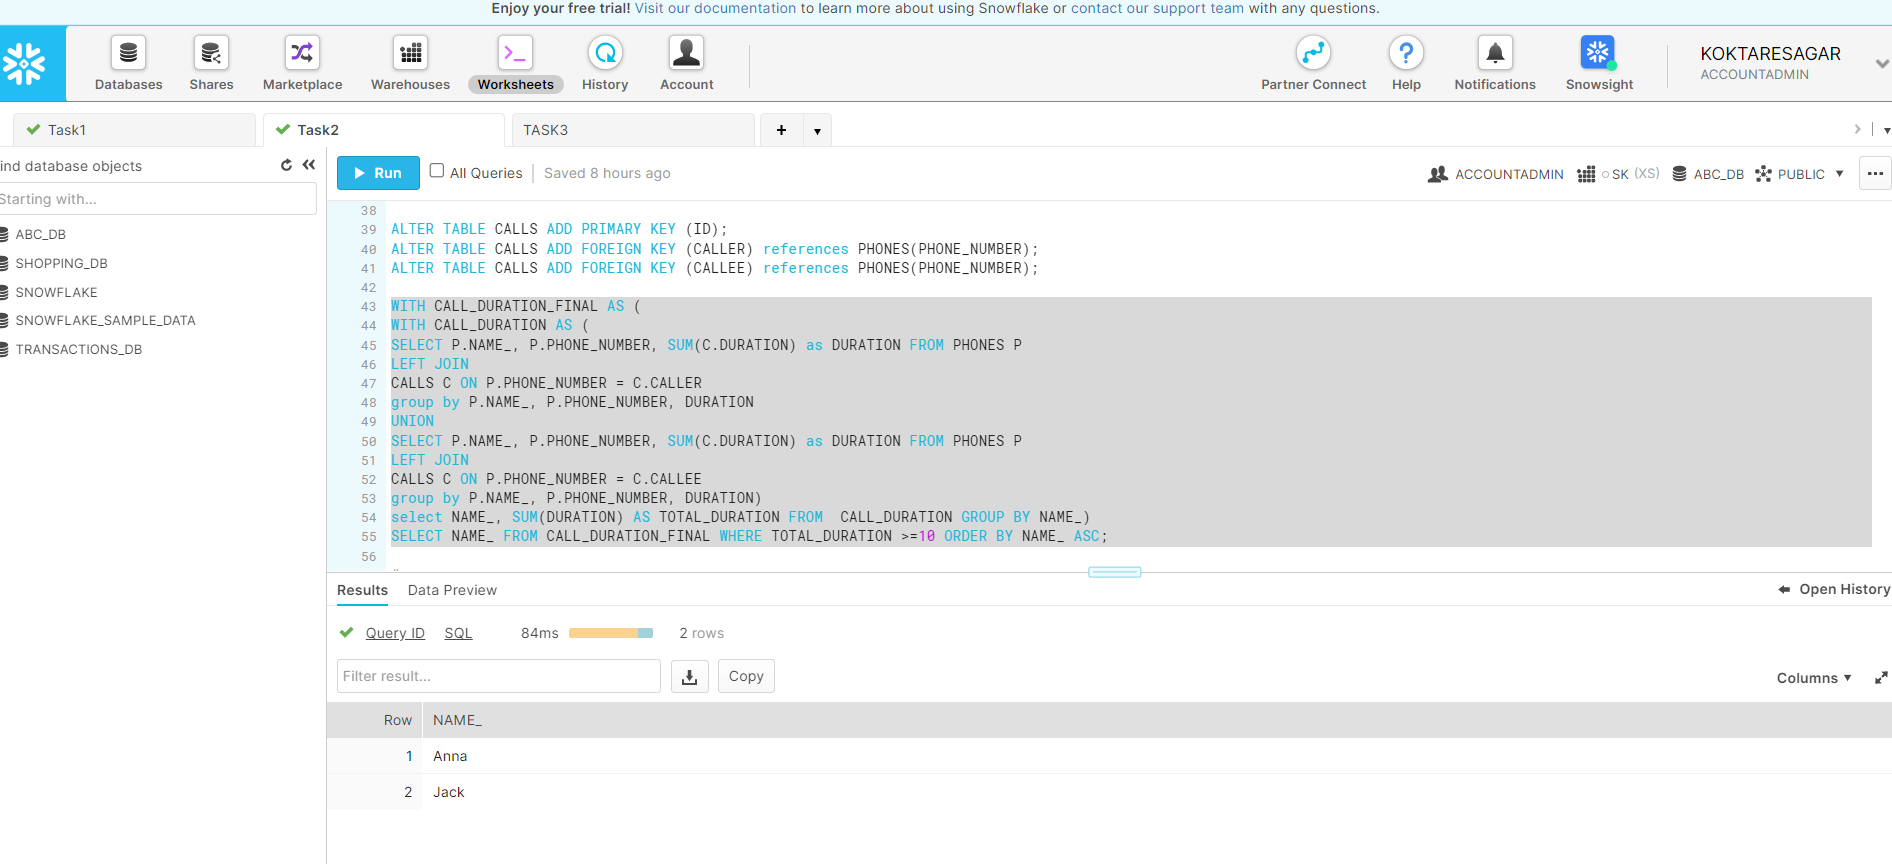 Enjoy your free trial! Visit our documentation to learn more about using Snowflake or contact our support team with any questions.
Databases Shares Marketplace Warehouses Worksheets History Account Partner Connect Help Notifications Snowsight
KOKTARESAGAR
ACCOUNTADMIN
Task1 Task2 TASK3 +
ind database objects
Starting with...
ABC_DB
SHOPPING_DB
SNOWFLAKE
SNOWFLAKE_SAMPLE_DATA
TRANSACTIONS_DB
Run All Queries Saved 8 hours ago ACCOUNTADMIN SK (XS) ABC_DB PUBLIC ...
38
39 ALTER TABLE CALLS ADD PRIMARY KEY (ID);
40 ALTER TABLE CALLS ADD FOREIGN KEY (CALLER) references PHONES(PHONE_NUMBER);
41 ALTER TABLE CALLS ADD FOREIGN KEY (CALLEE) references PHONES(PHONE_NUMBER);
42
43 WITH CALL_DURATION_FINAL AS (
44 WITH CALL_DURATION AS (
45 SELECT P.NAME_, P.PHONE_NUMBER, SUM(C.DURATION) as DURATION FROM PHONES P
46 LEFT JOIN
47 CALLS C ON P.PHONE_NUMBER = C.CALLER
48 group by P.NAME_, P.PHONE_NUMBER, DURATION
49 UNION
50 SELECT P.NAME_, P.PHONE_NUMBER, SUM(C.DURATION) as DURATION FROM PHONES P
51 LEFT JOIN
52 CALLS C ON P.PHONE_NUMBER = C.CALLEE
53 group by P.NAME_, P.PHONE_NUMBER, DURATION)
54 select NAME_, SUM(DURATION) AS TOTAL_DURATION FROM  CALL_DURATION GROUP BY NAME_)
55 SELECT NAME_ FROM CALL_DURATION_FINAL WHERE TOTAL_DURATION >=10 ORDER BY NAME_ ASC;
56
Results Data Preview Open History
Query ID SQL 84ms 2 rows
Filter result... Copy Columns
Row NAME_
1 Anna
2 Jack